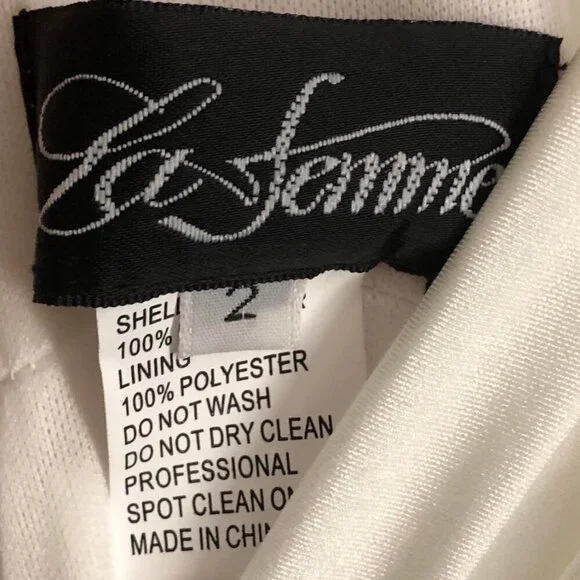 La Femme
2
SHEL
100%
LINING
100% POLYESTER
DO NOT WASH
DO NOT DRY CLEAN
PROFESSIONAL
SPOT CLEAN
MADE IN CHIN